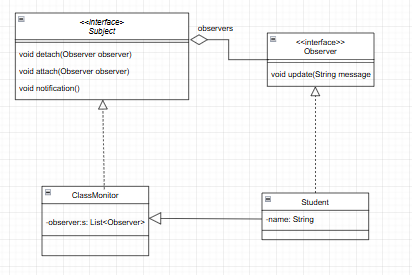 <<interface>
Subject
void detach(Observer observer)
void attach(Observer observer)
void notification()
observers
<<interface>>
Observer
void update(String message
ClassMonitor
-observer:s: List<Observer>
Student
-name: String